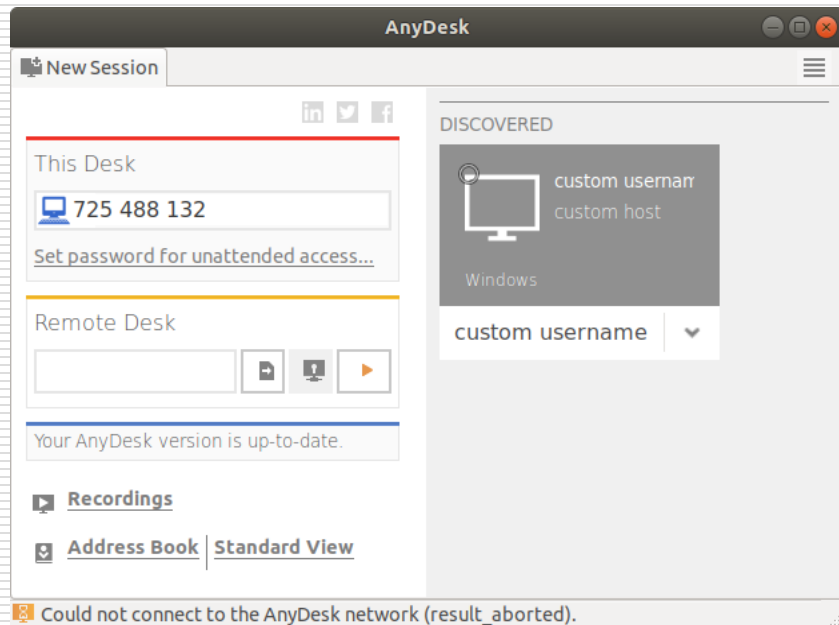 AnyDesk
New Session
in
f
This Desk
725 488 132
Set password for unattended access...
Remote Desk
Your AnyDesk version is up-to-date.
Recordings
Address Book
Standard View
DISCOVERED
custom usernam
custom host
Windows
custom username
Could not connect to the AnyDesk network (result_aborted).